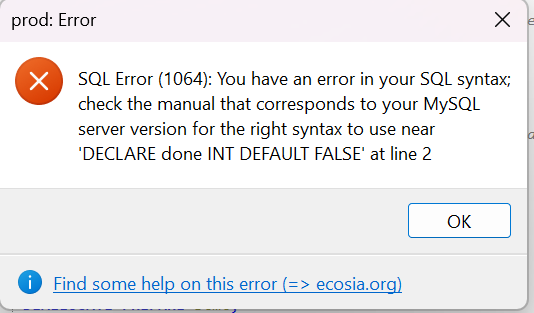 prod: Error
SQL Error (1064): You have an error in your SQL syntax;
check the manual that corresponds to your MySQL
server version for the right syntax to use near
'DECLARE done INT DEFAULT FALSE' at line 2
OK
Find some help on this error (=> ecosia.org)